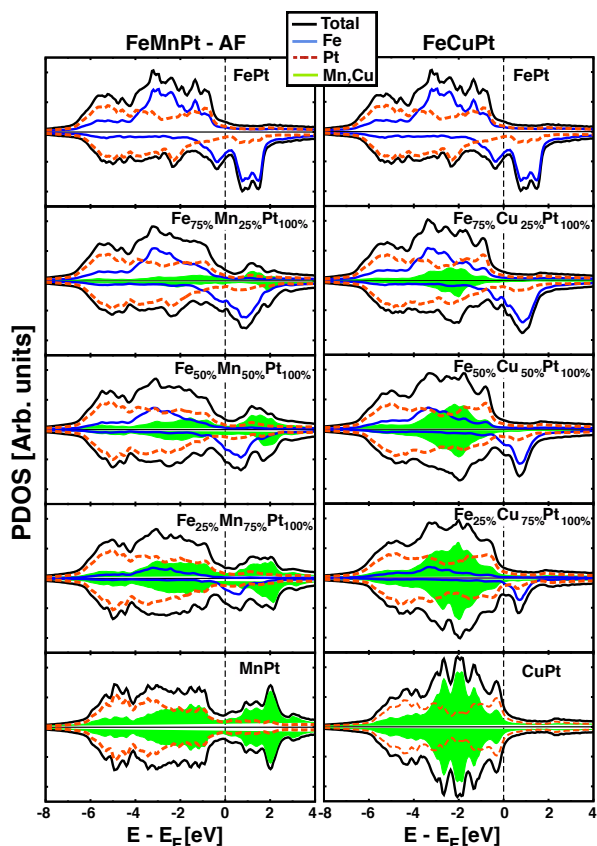 FeMnPt - AF
FeCuPt
Total
Fe
Pt
Mn,Cu
FePt
FePt
Fe75%Mn25%Pt100%
Fe75%Cu25%Pt100%
Fe50%Mn50%Pt100%
Fe50%Cu50%Pt100%
Fe25%Mn75%Pt100%
Fe25%Cu75%Pt100%
MnPt
CuPt
PDOS [Arb. units]
-8 -6 -4 -2 0 2 4
-8 -6 -4 -2 0 2 4
E - EF[eV]
E - EF[eV]